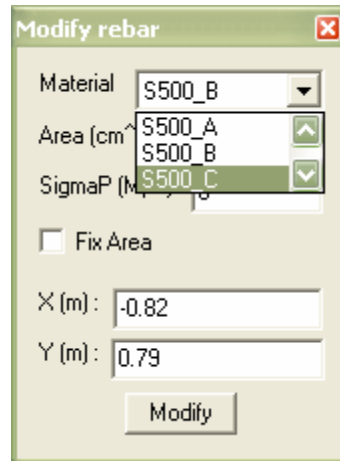 Modify rebar
Material S500_B
Area (cm^ S500_A
S500_B
SigmaP (M S500_C
Fix Area
X (m) : -0.82
Y (m) : 0.79
Modify